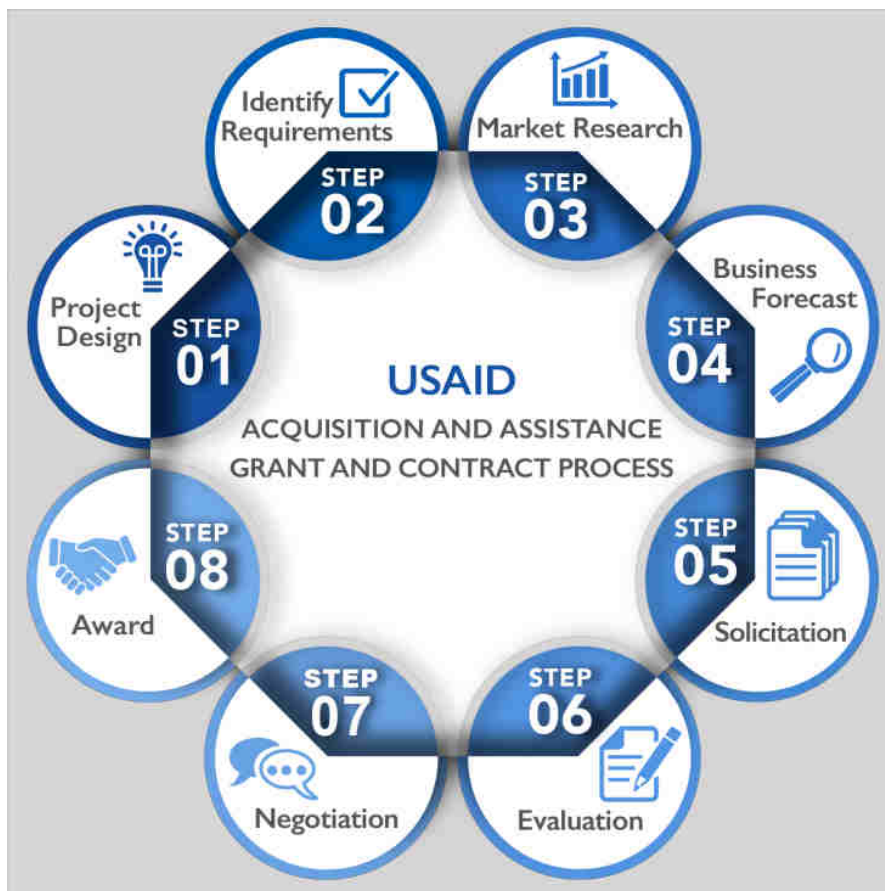 USAID
ACQUISITION AND ASSISTANCE
GRANT AND CONTRACT PROCESS
Project
Design
STEP
01
Identify
Requirements
STEP
02
Market Research
STEP
03
Business
Forecast
STEP
04
STEP
05
Solicitation
STEP
06
Evaluation
STEP
07
Negotiation
STEP
08
Award